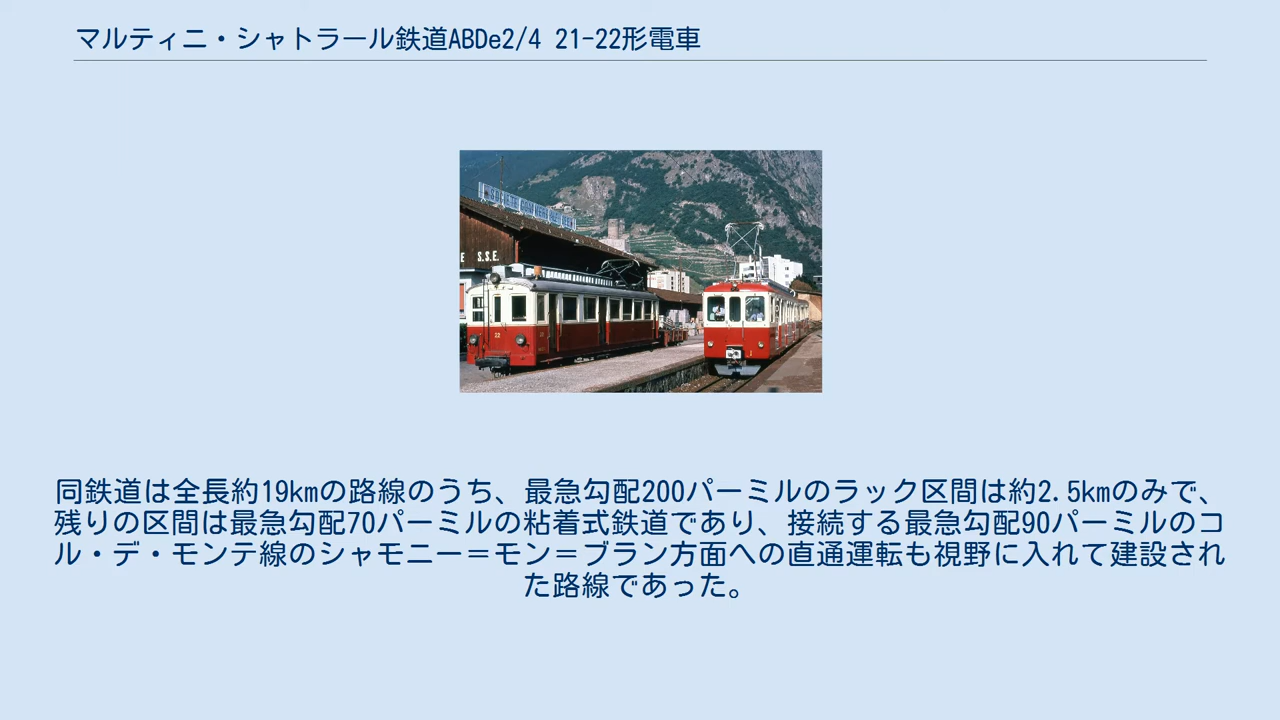 マルティニ・シャトラール鉄道ABDe2/4 21-22形電車
E S.S.E.
同鉄道は全長約19kmの路線のうち、最急勾配200パーミルのラック区間は約2.5kmのみで、
残りの区間は最急勾配70パーミルの粘着式鉄道であり、接続する最急勾配90パーミルのコ
ル・デ・モンテ線のシャモニー＝モン＝ブラン方面への直通運転も視野に入れて建設され
た路線であった。